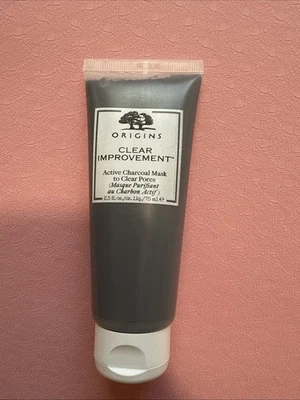 ORIGINS
CLEAR
IMPROVEMENT™
Active Charcoal Mask
to Clear Pores
(Masque Purifiant
au Charbon Actif)
2.5 fl.oz./oz.liq./75 ml ℮